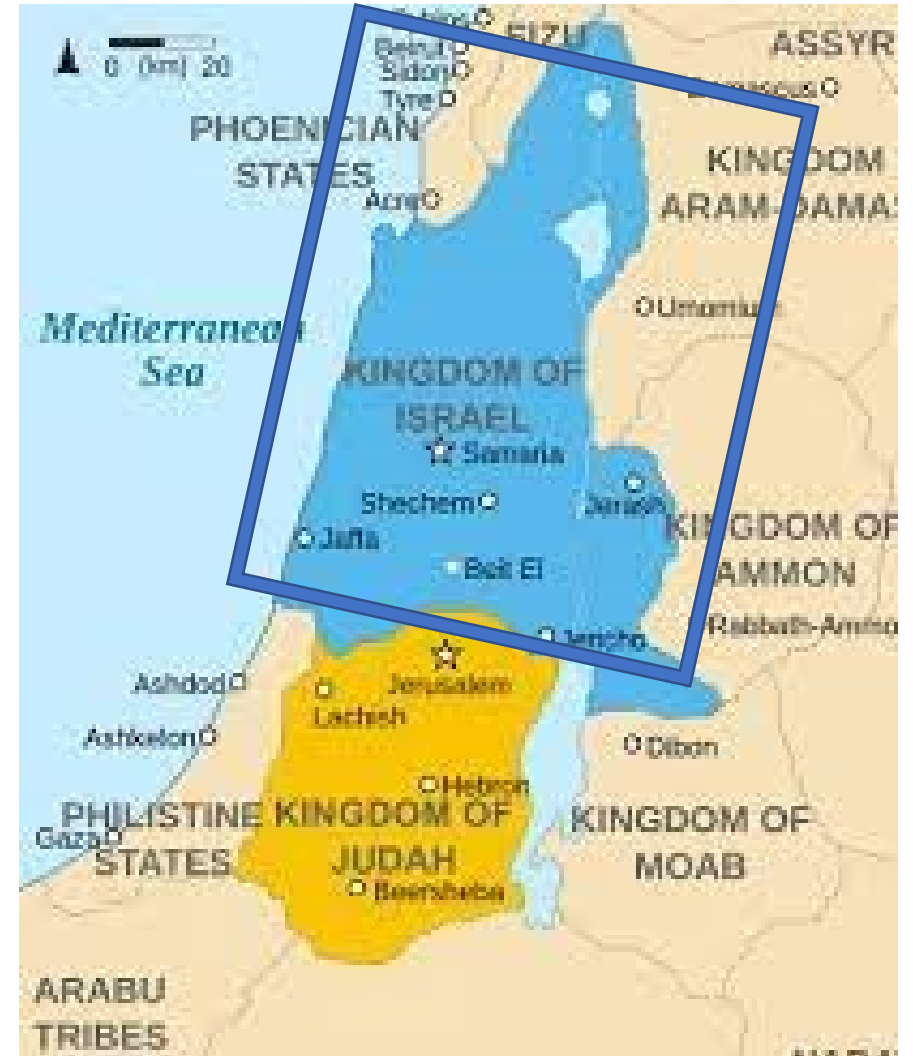 Beirut
Sidon
Tyre
Acre
0 (km) 20
PHOENICIAN
STATES
ASSYR
Damascus
KINGDOM
ARAM-DAMAS
Mediterranean
Sea
KINGDOM OF
ISRAEL
Samaria
Shechem
Jerash
Jaffa
Beit El
KINGDOM OF
AMMON
Rabbath-Ammo
Jericho
Jerusalem
Ashdod
Lachish
Ashkelon
Dibon
Hebron
PHILISTINE
STATES
Gaza
KINGDOM OF
JUDAH
Beersheba
KINGDOM OF
MOAB
ARABU
TRIBES